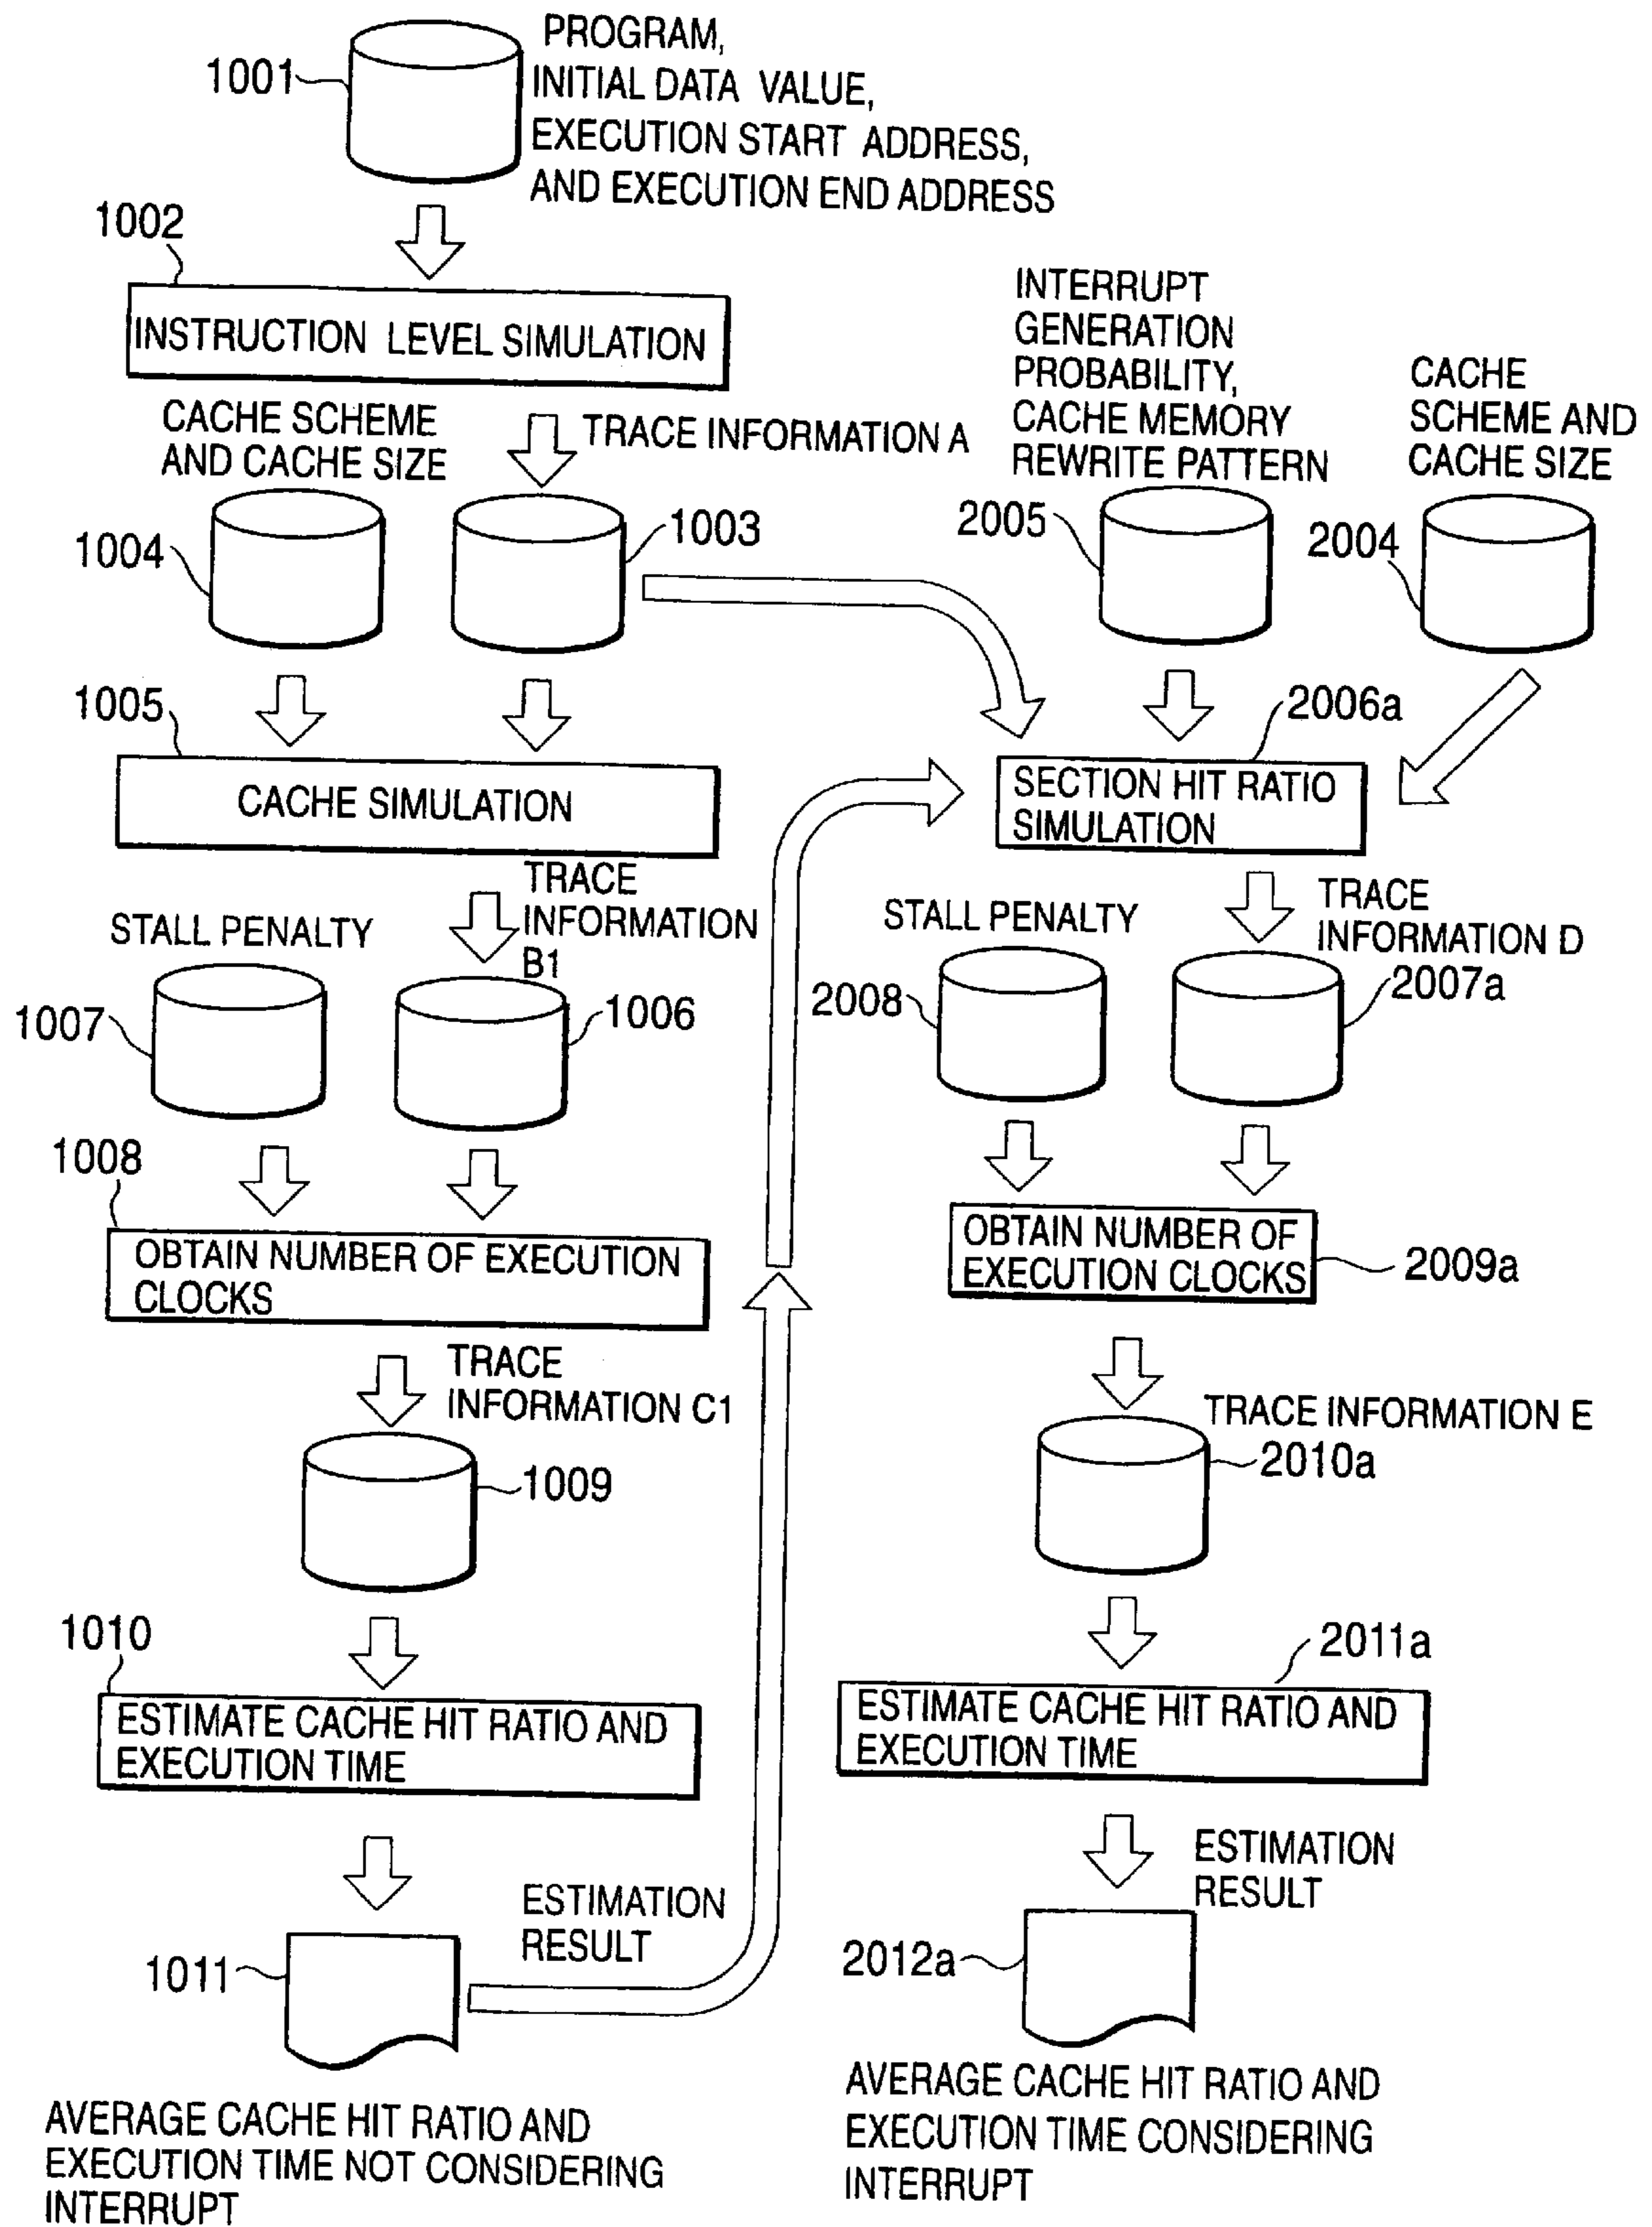 1001
PROGRAM,
INITIAL DATA VALUE,
EXECUTION START ADDRESS,
AND EXECUTION END ADDRESS
1002
INSTRUCTION LEVEL SIMULATION
CACHE SCHEME
AND CACHE SIZE
TRACE INFORMATION A
1004
1003
INTERRUPT
GENERATION
PROBABILITY,
CACHE MEMORY
REWRITE PATTERN
CACHE
SCHEME AND
CACHE SIZE
2005
2004
1005
CACHE SIMULATION
2006a
SECTION HIT RATIO
SIMULATION
STALL PENALTY
TRACE
INFORMATION
B1
1007
1006
STALL PENALTY
TRACE
INFORMATION D
2008
2007a
1008
OBTAIN NUMBER OF EXECUTION
CLOCKS
OBTAIN NUMBER OF
EXECUTION CLOCKS
2009a
TRACE
INFORMATION C1
1009
TRACE INFORMATION E
2010a
1010
ESTIMATE CACHE HIT RATIO AND
EXECUTION TIME
2011a
ESTIMATE CACHE HIT RATIO AND
EXECUTION TIME
ESTIMATION
RESULT
1011
ESTIMATION
RESULT
2012a
AVERAGE CACHE HIT RATIO AND
EXECUTION TIME NOT CONSIDERING
INTERRUPT
AVERAGE CACHE HIT RATIO AND
EXECUTION TIME CONSIDERING
INTERRUPT